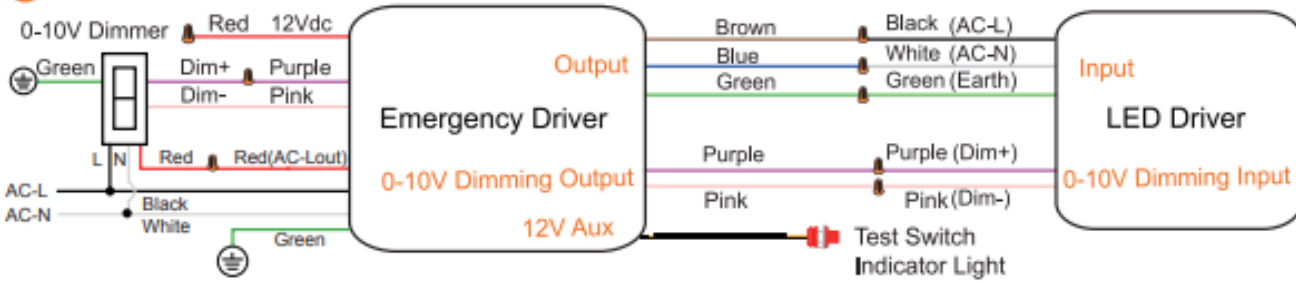 0-10V Dimmer Red 12Vdc
Green Dim+ Purple
Dim- Pink
L N Red Red(AC-Lout)
AC-L
AC-N
Black
White
Green
Output
Emergency Driver
0-10V Dimming Output
12V Aux
Brown Black (AC-L)
Blue White (AC-N)
Green Green (Earth)
Purple Purple (Dim+)
Pink Pink (Dim-)
Test Switch
Indicator Light
Input
LED Driver
0-10V Dimming Input